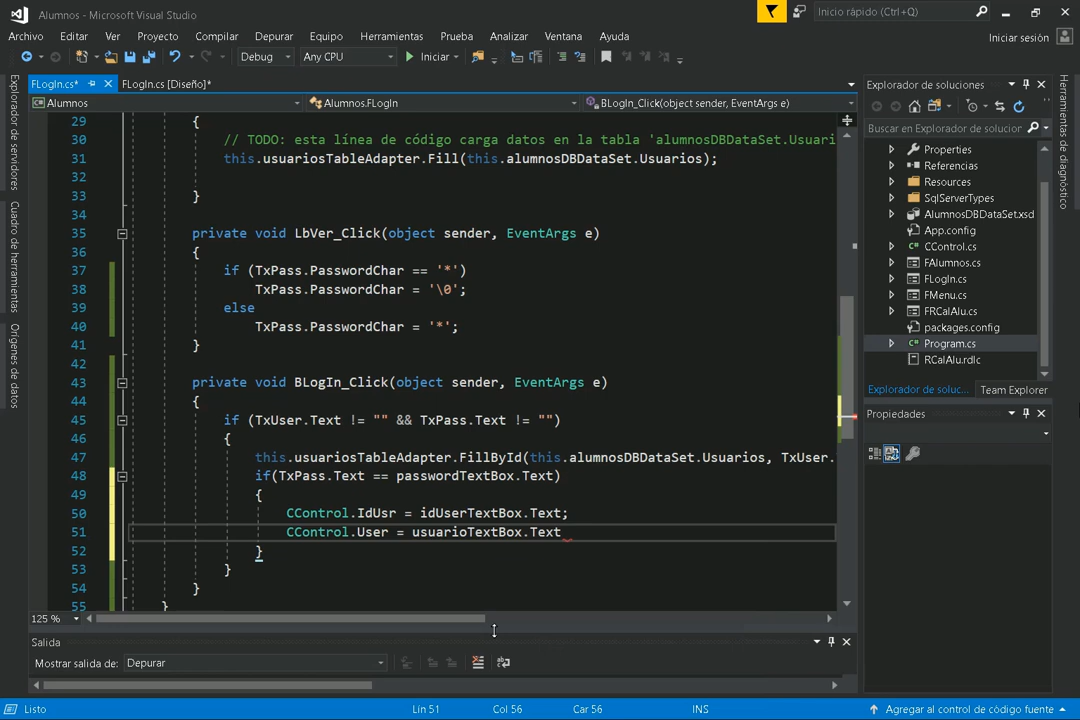 Alumnos - Microsoft Visual Studio
Inicio rápido (Ctrl+Q)
Archivo Editar Ver Proyecto Compilar Depurar Equipo Herramientas Prueba Analizar Ventana Ayuda
Iniciar sesión
Debug Any CPU Iniciar
FLogIn.cs* FLogIn.cs [Diseño]*
Alumnos Alumnos.FLogIn BLogIn_Click(object sender, EventArgs e)
Explorador de servidores
Cuadro de herramientas
Orígenes de datos
29 {
30 // TODO: esta línea de código carga datos en la tabla 'alumnosDBDataSet.Usuari
31 this.usuariosTableAdapter.Fill(this.alumnosDBDataSet.Usuarios);
32
33 }
34
35 private void LbVer_Click(object sender, EventArgs e)
36 {
37 if (TxPass.PasswordChar == '*')
38 TxPass.PasswordChar = '\0';
39 else
40 TxPass.PasswordChar = '*';
41 }
42
43 private void BLogIn_Click(object sender, EventArgs e)
44 {
45 if (TxUser.Text != "" && TxPass.Text != "")
46 {
47 this.usuariosTableAdapter.FillById(this.alumnosDBDataSet.Usuarios, TxUser.
48 if(TxPass.Text == passwordTextBox.Text)
49 {
50 CControl.IdUsr = idUserTextBox.Text;
51 CControl.User = usuarioTextBox.Text
52 }
53 }
54 }
55 }
125 %
Salida
Mostrar salida de: Depurar
Explorador de soluciones
Buscar en Explorador de solucion
Properties
Referencias
Resources
SqlServerTypes
AlumnosDBDataSet.xsd
App.config
CControl.cs
FAlumnos.cs
FLogIn.cs
FMenu.cs
FRCalAlu.cs
packages.config
Program.cs
RCalAlu.rdlc
Explorador de soluc... Team Explorer
Propiedades
Herramientas de diagnóstico
Listo Lín 51 Col 56 Car 56 INS Agregar al control de código fuente